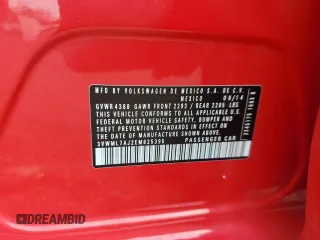 MFD BY VOLKSWAGEN DE MEXICO S.A. DE C.V.
MEXICO 06/14
GVWR 4388 GAWR FRONT 2293 / REAR 2205 LBS
THIS VEHICLE CONFORMS TO ALL APPLICABLE U.S.
FEDERAL MOTOR VEHICLE SAFETY, BUMPER AND
THEFT PREVENTION STANDARDS IN EFFECT ON THE
DATE OF MANUFACTURE SHOWN ABOVE.
PASSENGER CAR
DREAMBID